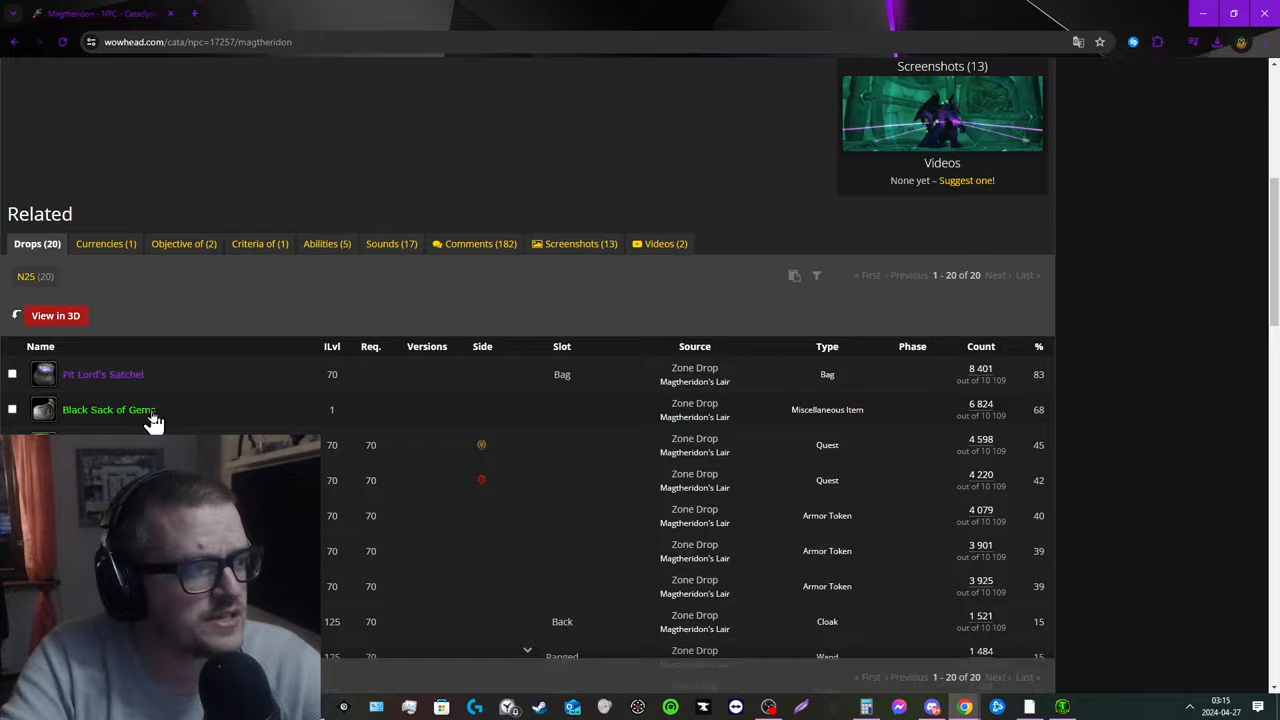 Magtheridon - NPC - Cataclys
wowhead.com/cata/npc=17257/magtheridon
Screenshots (13)
Videos
None yet – Suggest one!
Related
Drops (20) Currencies (1) Objective of (2) Criteria of (1) Abilities (5) Sounds (17) Comments (182) Screenshots (13) Videos (2)
N25 (20) « First ‹ Previous 1 - 20 of 20 Next › Last »
View in 3D
Name ILvl Req. Versions Side Slot Source Type Phase Count %
Pit Lord's Satchel 70 Bag Zone Drop Bag 8 401 83
Magtheridon's Lair out of 10 109
Black Sack of Gems 1 Zone Drop Miscellaneous Item 6 824 68
Magtheridon's Lair out of 10 109
70 70 Zone Drop Quest 4 598 45
Magtheridon's Lair out of 10 109
70 70 Zone Drop Quest 4 220 42
Magtheridon's Lair out of 10 109
70 70 Zone Drop Armor Token 4 079 40
Magtheridon's Lair out of 10 109
70 70 Zone Drop Armor Token 3 901 39
Magtheridon's Lair out of 10 109
70 70 Zone Drop Armor Token 3 925 39
Magtheridon's Lair out of 10 109
125 70 Back Zone Drop Cloak 1 521 15
Magtheridon's Lair out of 10 109
125 70 Ranged Zone Drop Wand 1 484 15
« First ‹ Previous 1 - 20 of 20 Next › Last »
03:15
2024-04-27